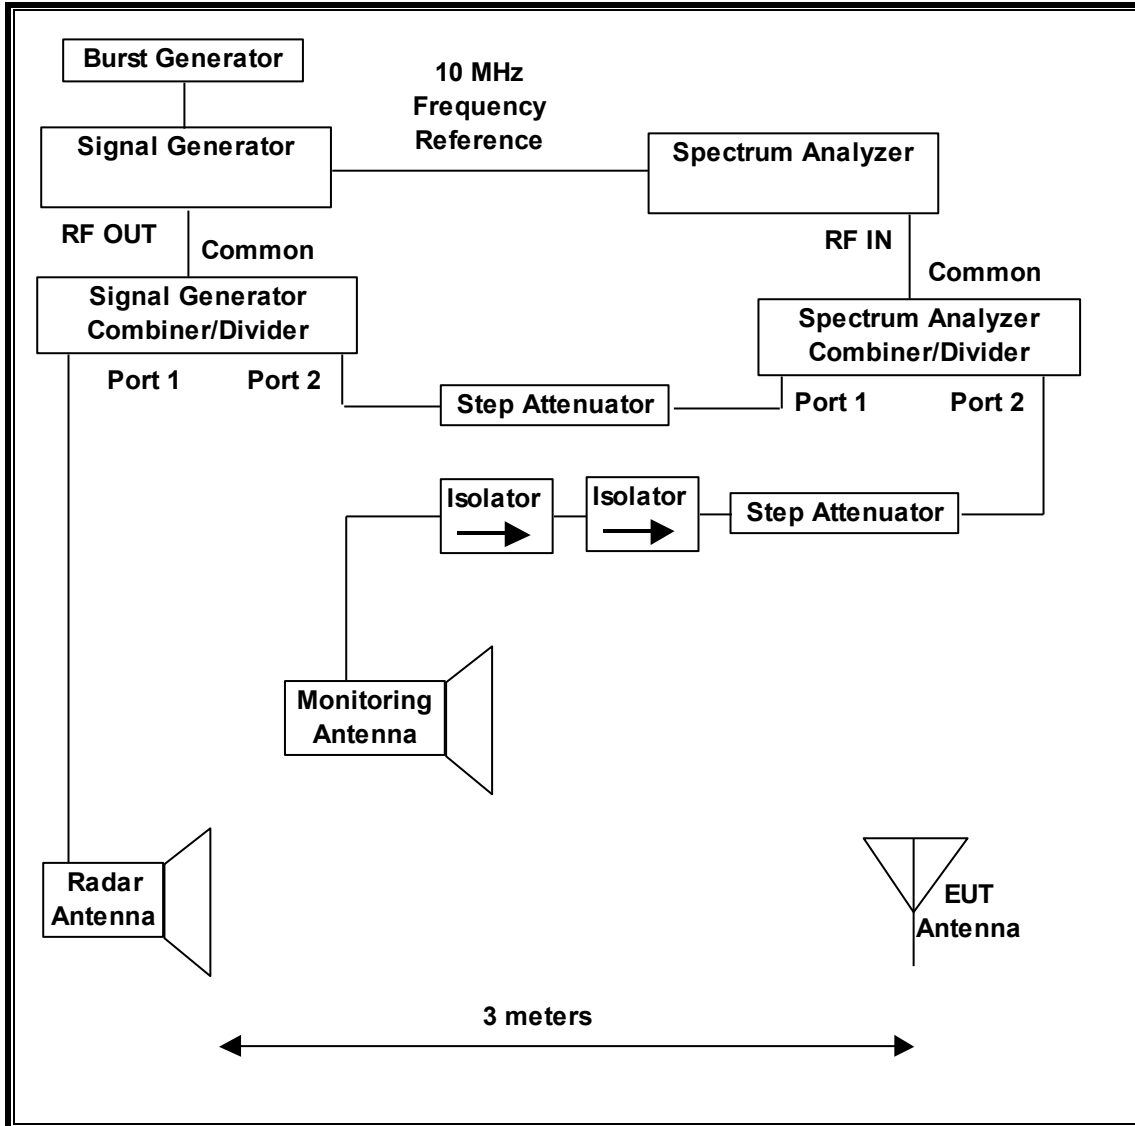 Burst Generator
10 MHz
Frequency
Reference
Signal Generator
Spectrum Analyzer
RF OUT
Common
RF IN
Common
Signal Generator
Combiner/Divider
Spectrum Analyzer
Combiner/Divider
Port 1
Port 2
Step Attenuator
Port 1
Port 2
Isolator
Isolator
Step Attenuator
Monitoring
Antenna
Radar
Antenna
EUT
Antenna
3 meters